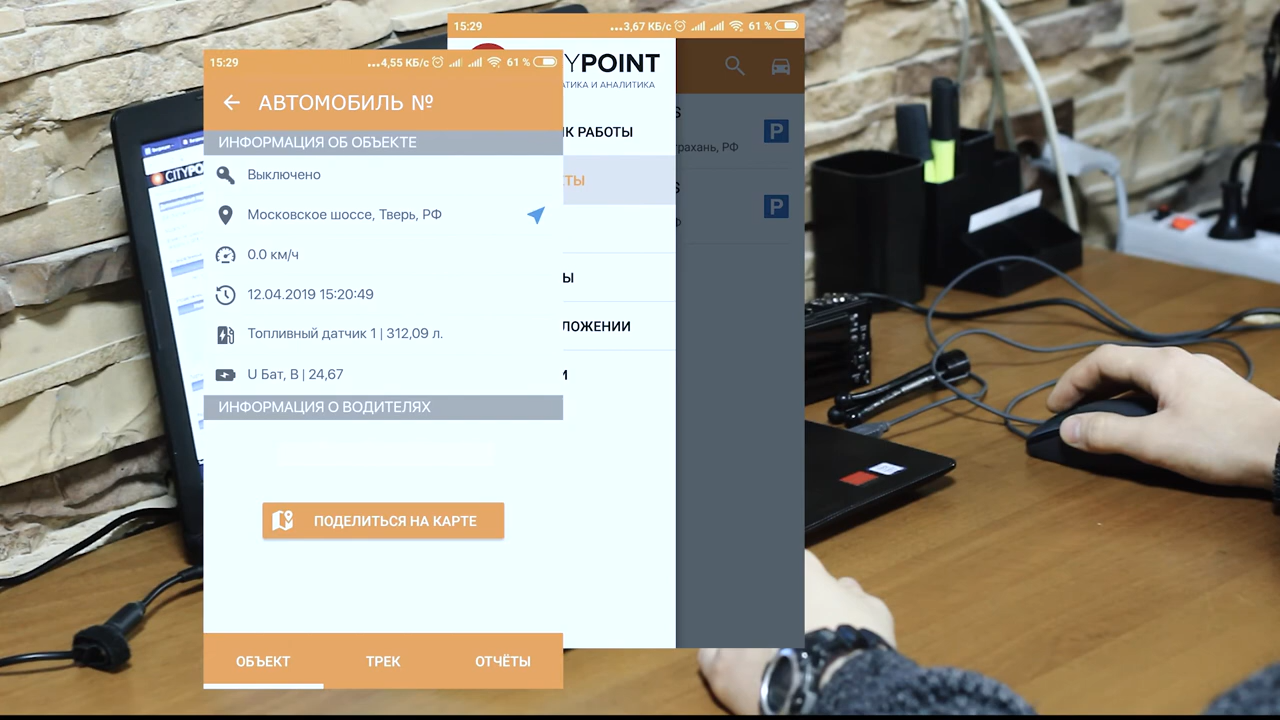 15:29
...4,55 КБ/с
61 %
АВТОМОБИЛЬ №
ИНФОРМАЦИЯ ОБ ОБЪЕКТЕ
Выключено
Московское шоссе, Тверь, РФ
0.0 км/ч
12.04.2019 15:20:49
Топливный датчик 1 | 312,09 л.
U Бат, В | 24,67
ИНФОРМАЦИЯ О ВОДИТЕЛЯХ
ПОДЕЛИТЬСЯ НА КАРТЕ
ОБЪЕКТ
ТРЕК
ОТЧЁТЫ
15:29
...3,67 КБ/с
61 %
YPOINT
АТИКА И АНАЛИТИКА
К РАБОТЫ
ТЫ
Ы
ЛОЖЕНИИ
И
S
трахань, РФ
P
S
Ф
P
CITYPO